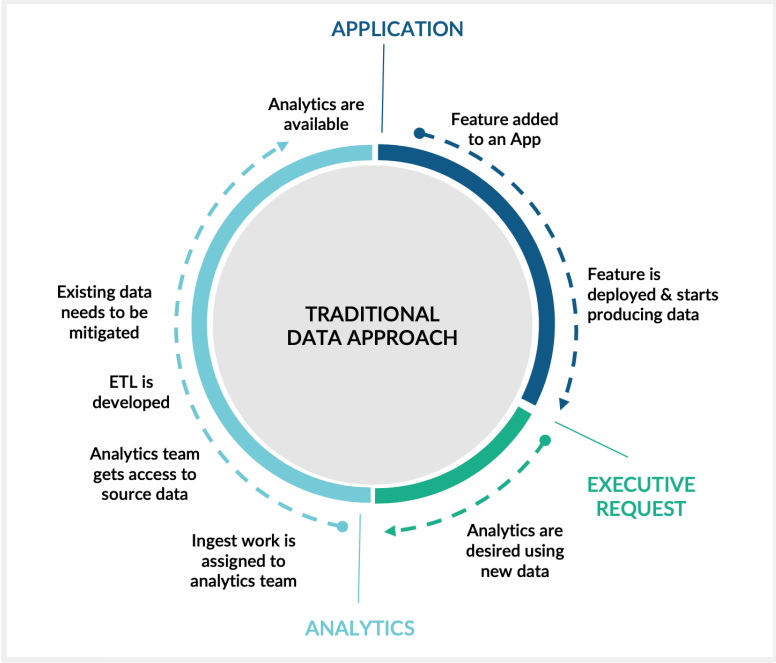 APPLICATION
Feature added
to an App
Feature is
deployed & starts
producing data
EXECUTIVE
REQUEST
Analytics are
desired using
new data
ANALYTICS
Ingest work is
assigned to
analytics team
Analytics team
gets access to
source data
ETL is
developed
Existing data
needs to be
mitigated
Analytics are
available
TRADITIONAL
DATA APPROACH